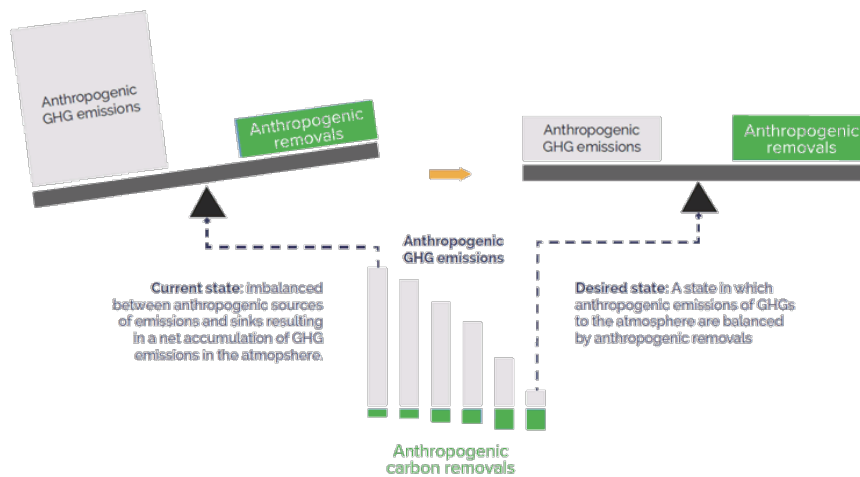 Anthropogenic
GHG emissions
Anthropogenic
removals
Anthropogenic
GHG emissions
Anthropogenic
removals
Anthropogenic
GHG emissions
Current state: imbalanced
between anthropogenic sources
of emissions and sinks resulting
in a net accumulation of GHG
emissions in the atmopshere.
Desired state: A state in which
anthropogenic emissions of GHGs
to the atmosphere are balanced
by anthropogenic removals
Anthropogenic
carbon removals